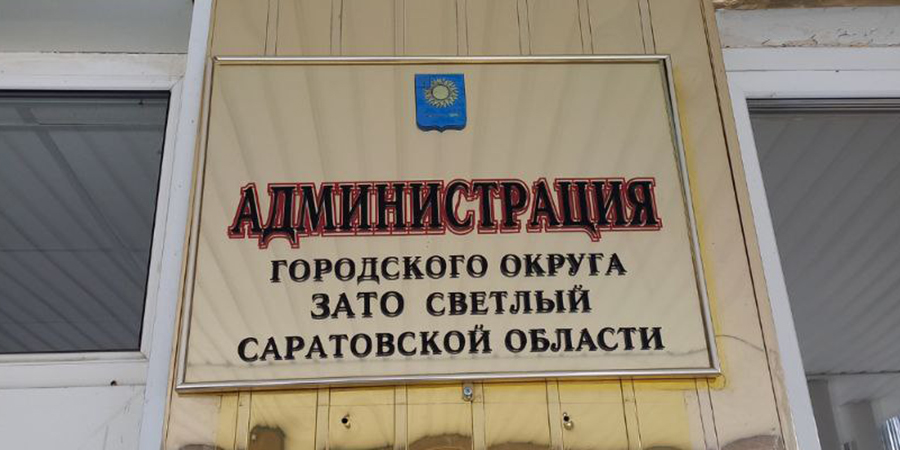 АДМИНИСТРАЦИЯ
ГОРОДСКОГО ОКРУГА
ЗАТО СВЕТЛЫЙ
САРАТОВСКОЙ ОБЛАСТИ